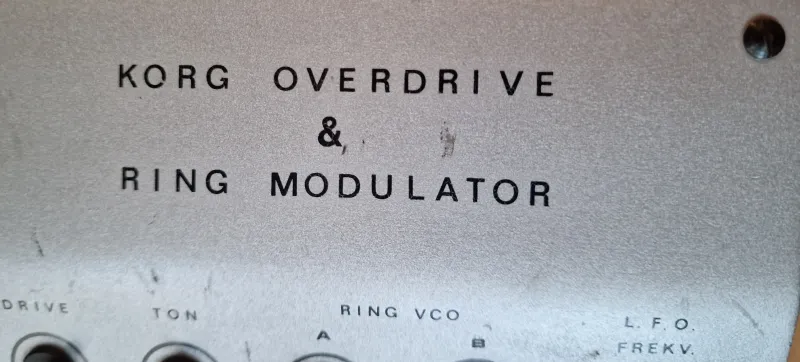 KORG OVERDRIVE
&
RING MODULATOR
DRIVE TON RING VCO L. F. O.
A B FREKV.